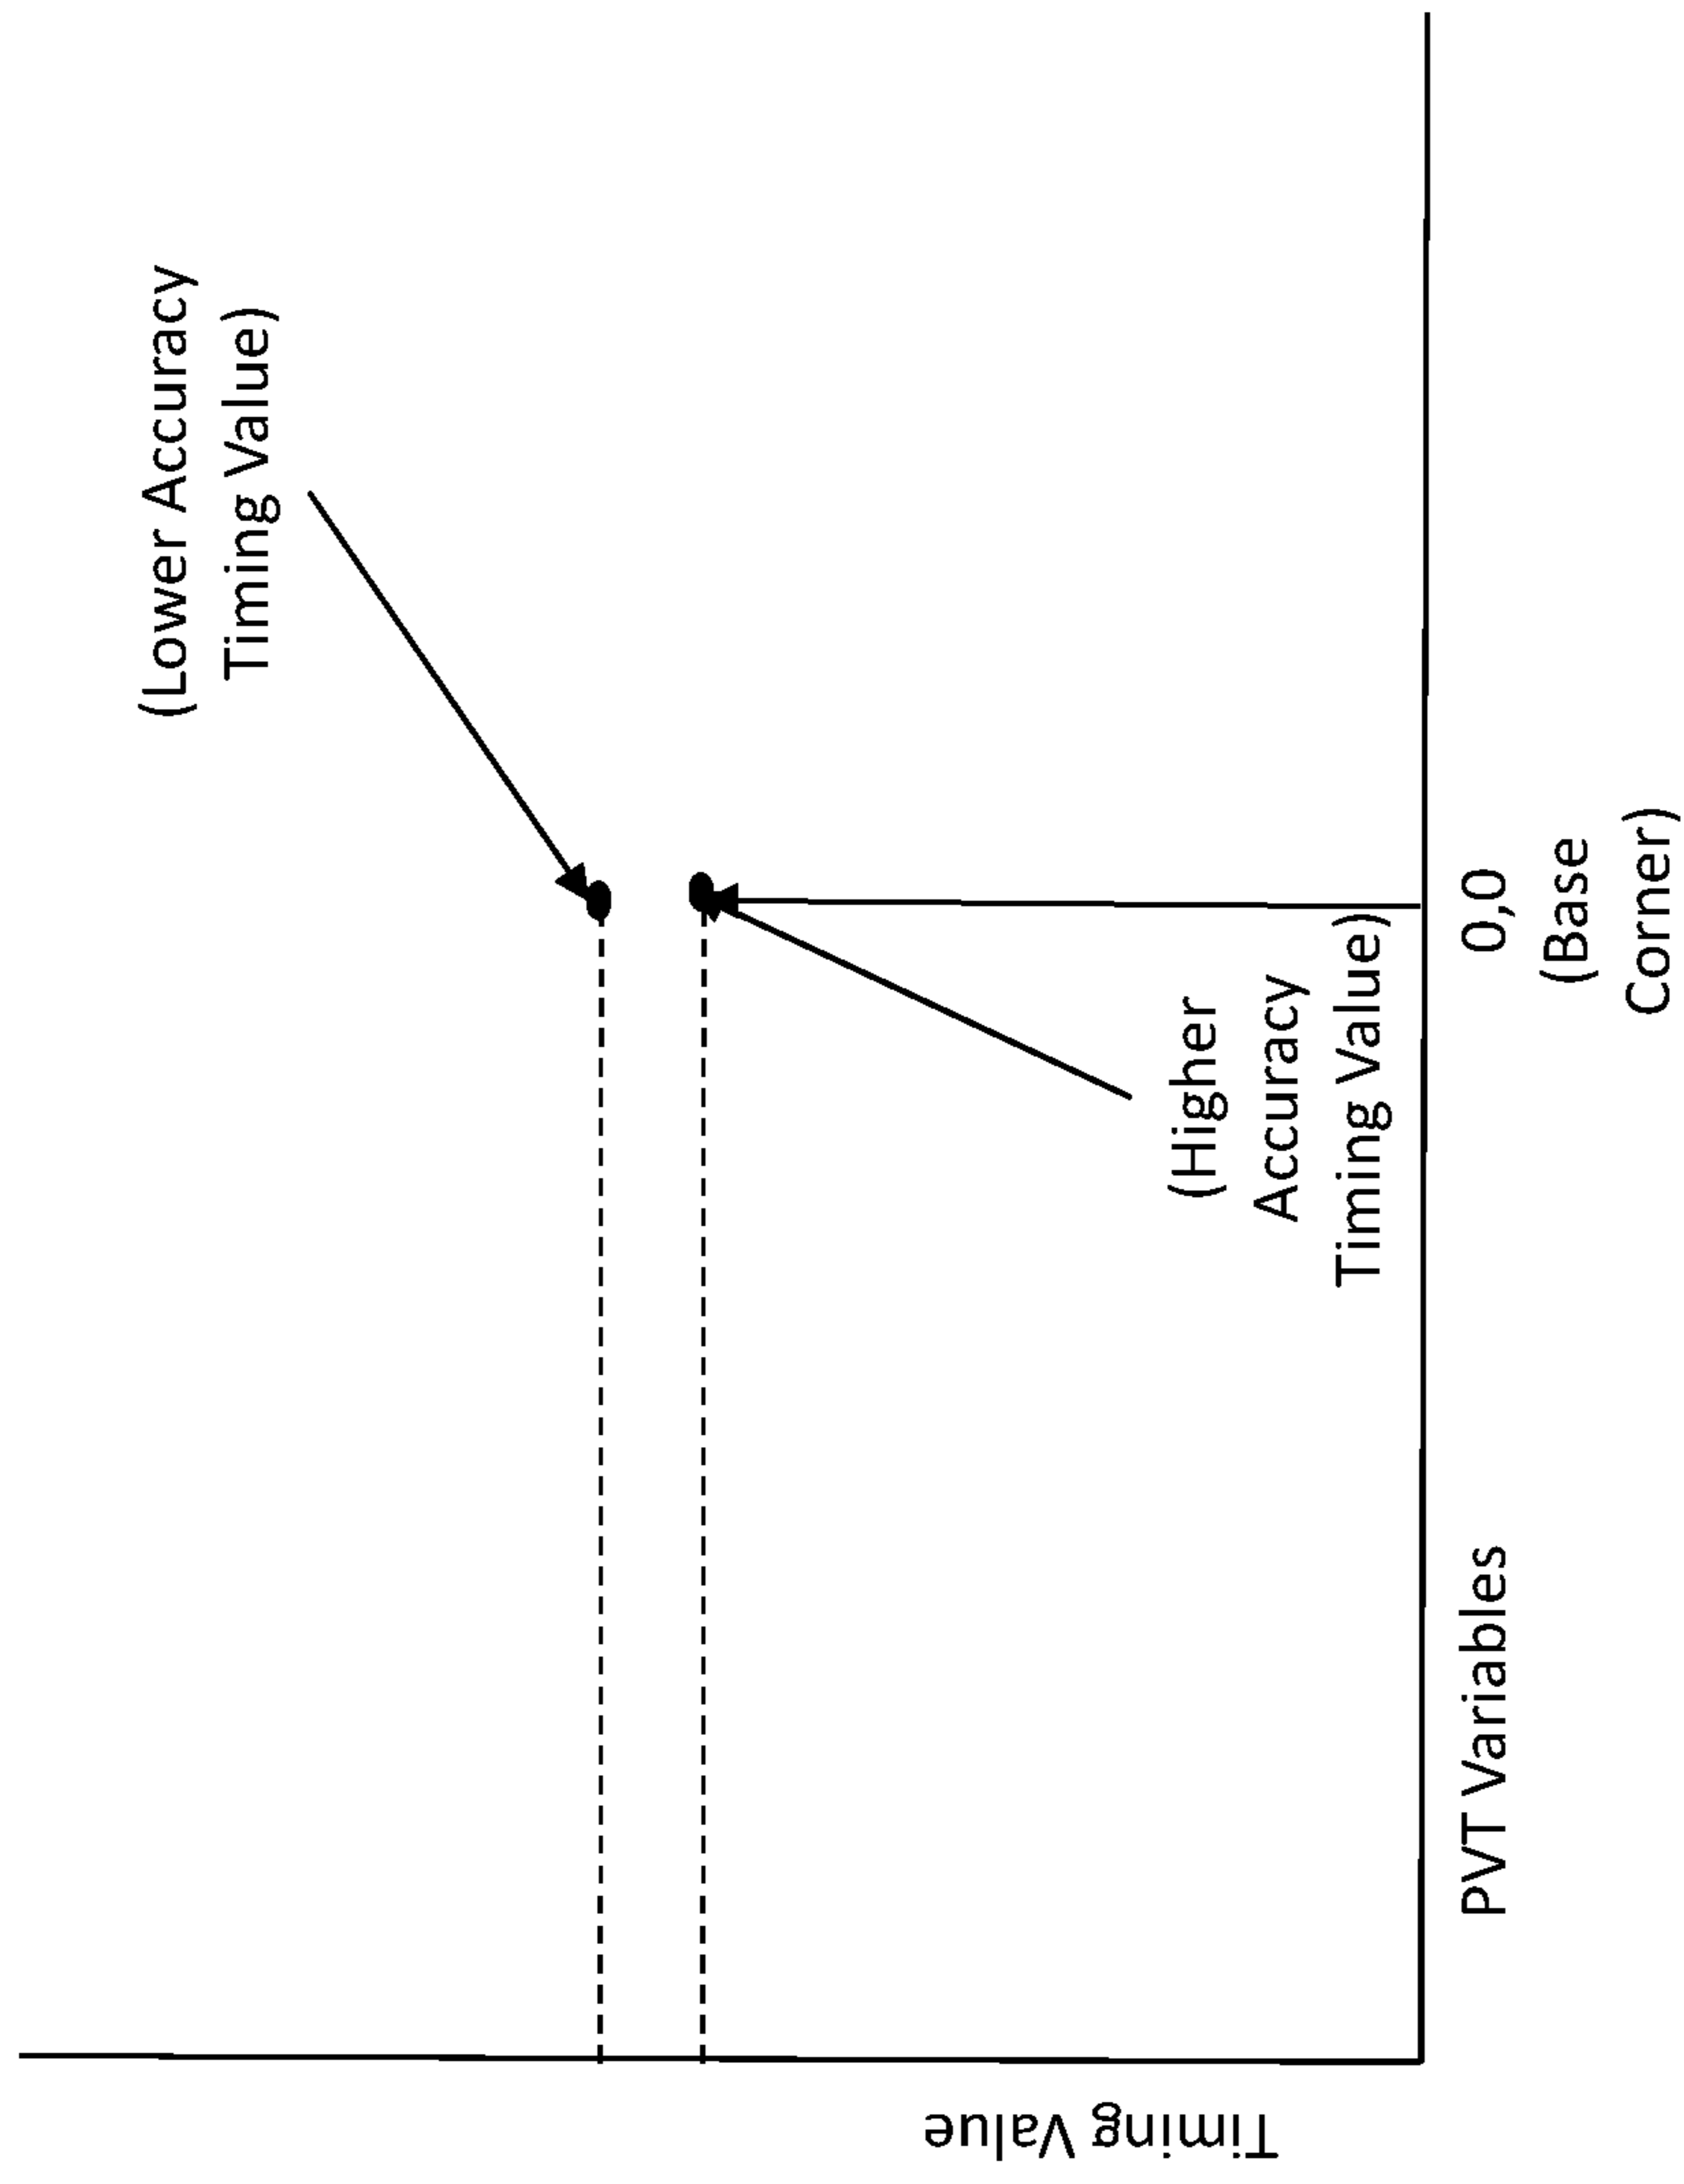 (Lower Accuracy
Timing Value)
(Higher
Accuracy
Timing Value)
Timing Value
PVT Variables
0,0
(Base
Corner)